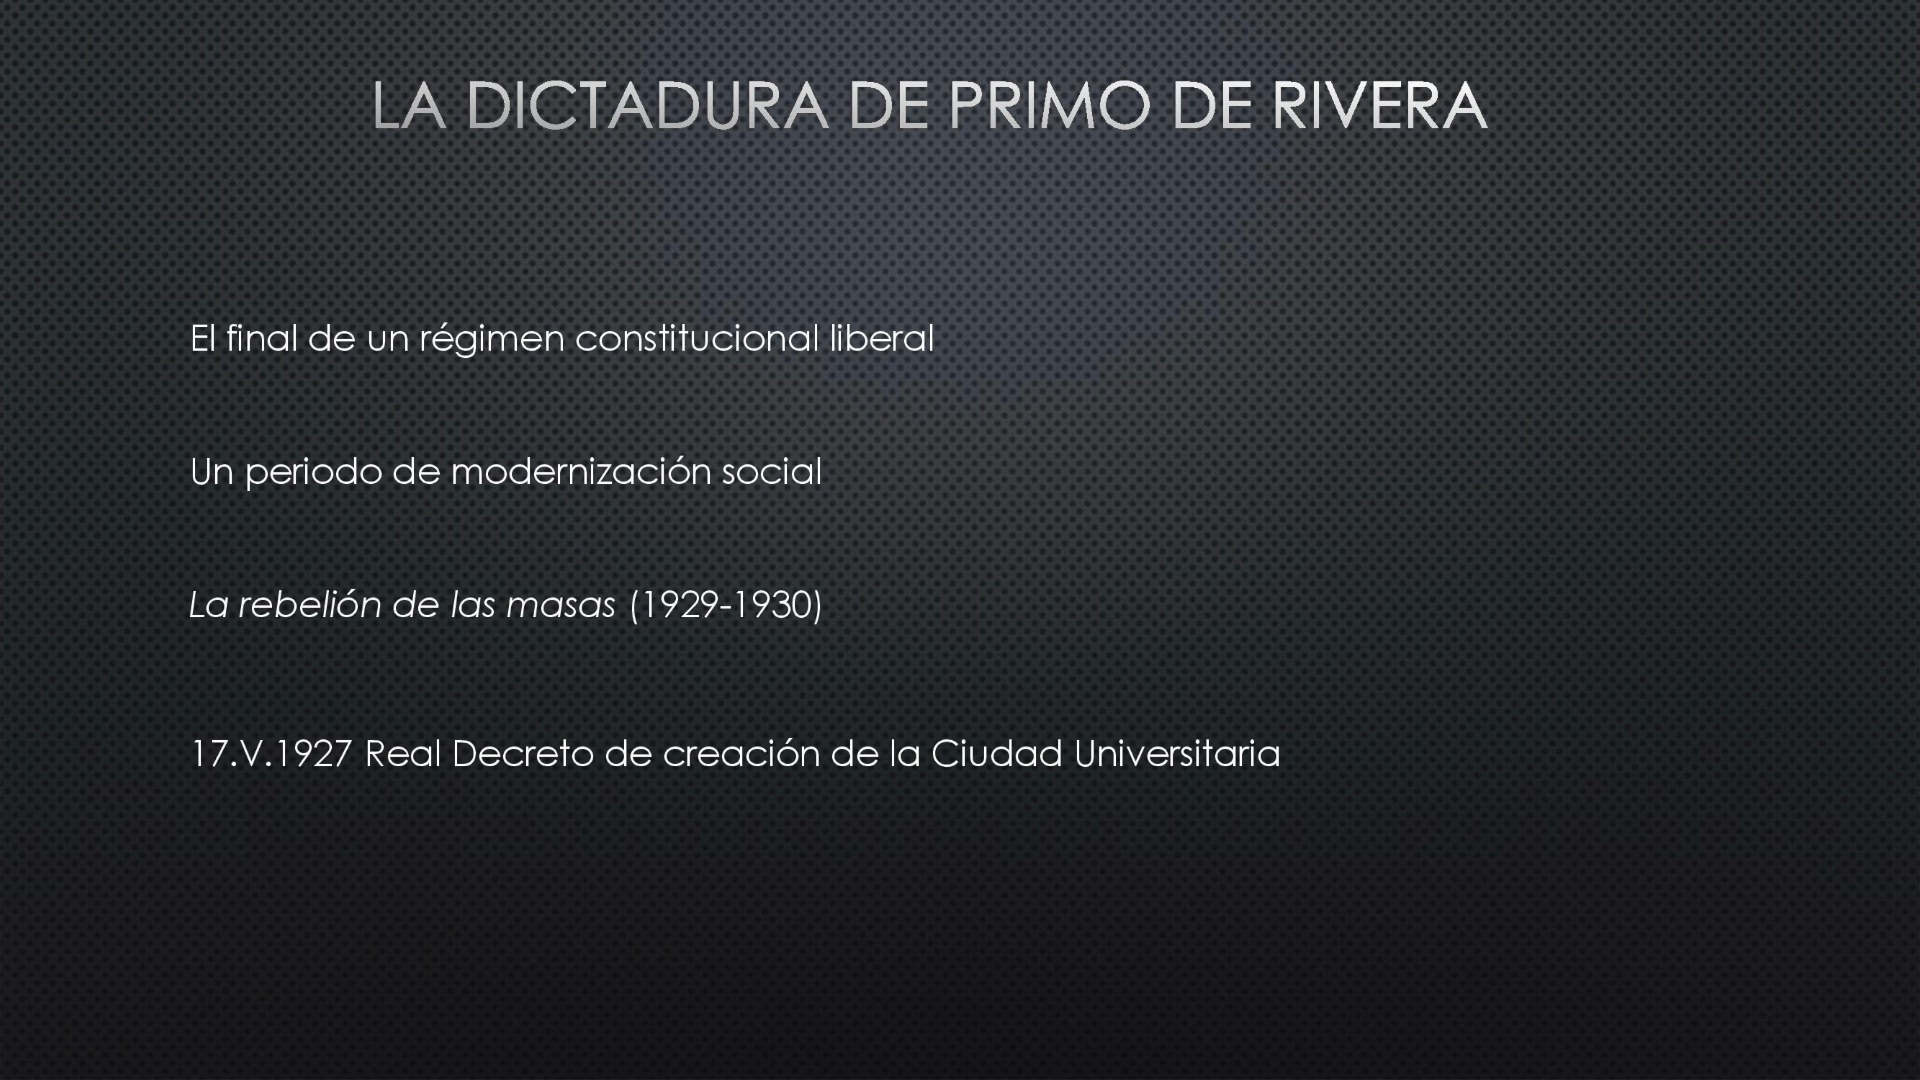 LA DICTADURA DE PRIMO DE RIVERA
El final de un régimen constitucional liberal
Un periodo de modernización social
La rebelión de las masas (1929-1930)
17.V.1927 Real Decreto de creación de la Ciudad Universitaria